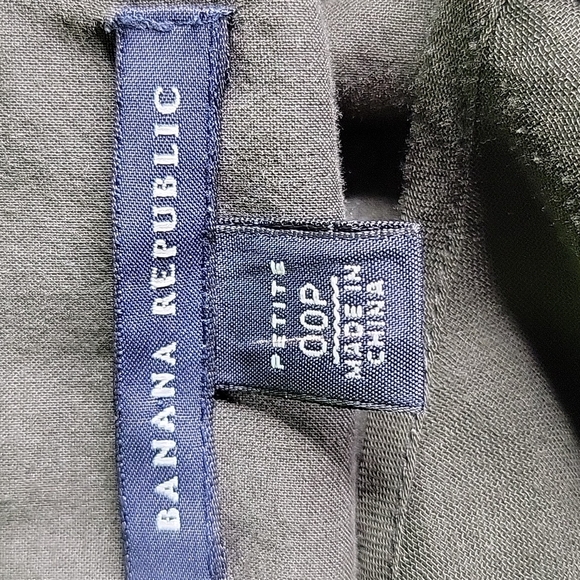 BANANA REPUBLIC
PETITE
00P
MADE IN
CHINA